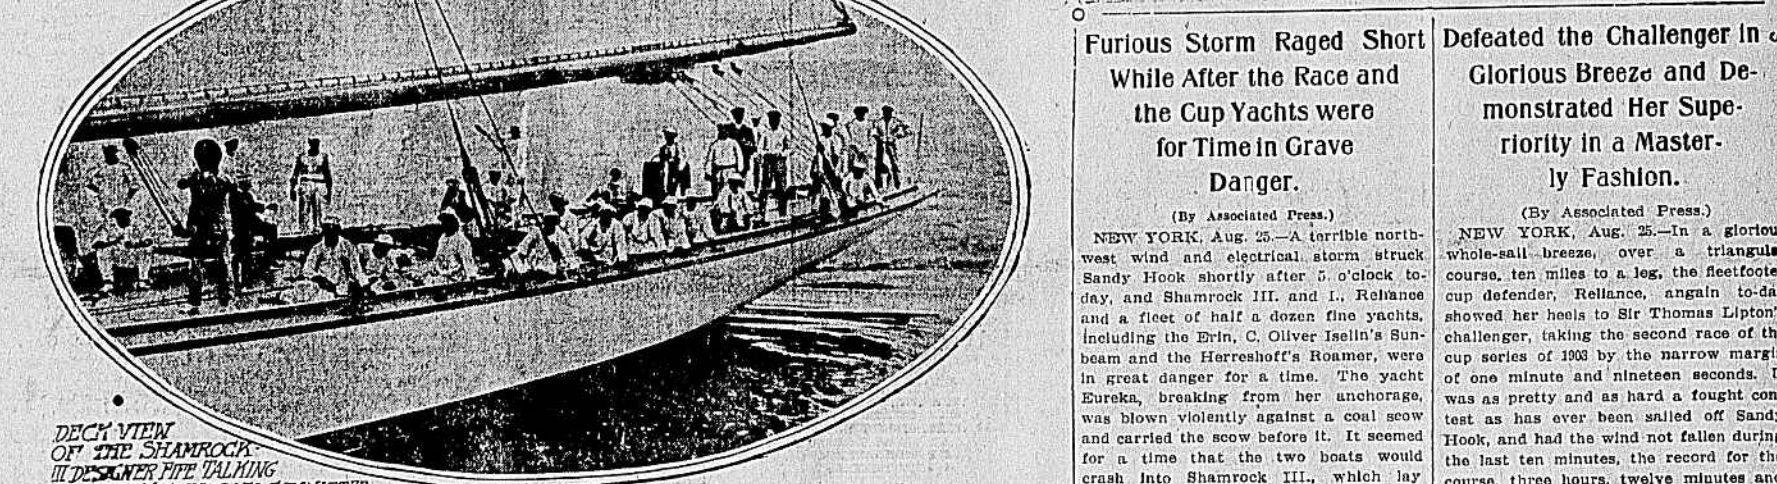 DECK VIEW
OF THE SHAMROCK
III DESIGNER FIFE TALKING
Furious Storm Raged Short
While After the Race and
the Cup Yachts were
for Time in Grave
Danger.
(By Associated Press.)
NEW YORK, Aug. 25.—A terrible north-
west wind and electrical storm struck
Sandy Hook shortly after 5 o'clock to-
day, and Shamrock III. and I., Reliance
and a fleet of half a dozen fine yachts,
including the Erin, C. Oliver Iselin's Sun-
beam and the Herreshoff's Roamer, were
in great danger for a time. The yacht
Eureka, breaking from her anchorage,
was blown violently against a coal scow
and carried the scow before it. It seemed
for a time that the two boats would
crash into Shamrock III., which lay
Defeated the Challenger in
Glorious Breeze and De-
monstrated Her Supe-
riority in a Master-
ly Fashion.
(By Associated Press.)
NEW YORK, Aug. 25.—In a gloriou
whole-sail breeze, over a triangula
course, ten miles to a leg, the fleetfoote
cup defender, Reliance, angain to-da
showed her heels to Sir Thomas Lipton'
challenger, taking the second race of th
cup series of 1903 by the narrow margi
of one minute and nineteen seconds.
was as pretty and as hard a fought con
test as has ever been sailed off Sandy
Hook, and had the wind not fallen during
the last ten minutes, the record for the
course, three hours, twelve minutes and